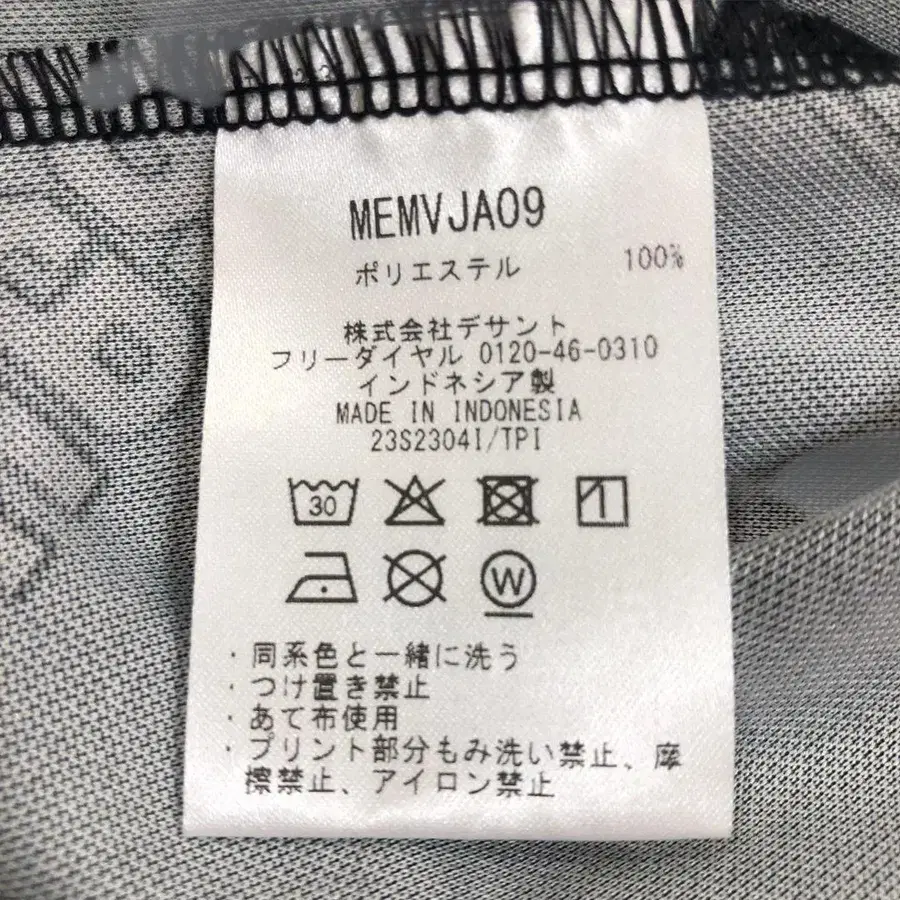 MEMVJA09
ポリエステル 100%
株式会社デサント
フリーダイヤル 0120-46-0310
インドネシア製
MADE IN INDONESIA
23S2304I/TPI
30
W
・同系色と一緒に洗う
・つけ置き禁止
・あて布使用
・プリント部分もみ洗い禁止、摩
擦禁止、アイロン禁止